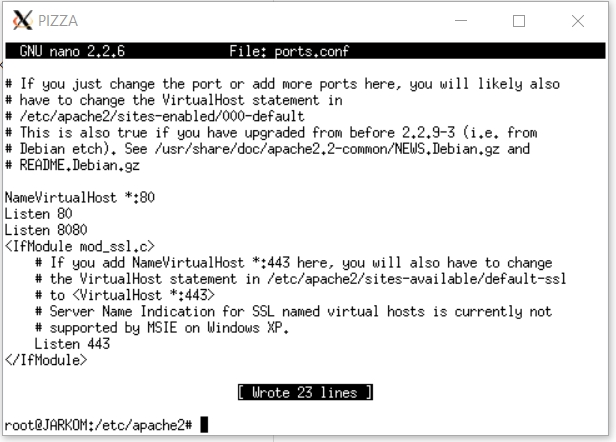 PIZZA
GNU nano 2.2.6 File: ports.conf
# If you just change the port or add more ports here, you will likely also
# have to change the VirtualHost statement in
# /etc/apache2/sites-enabled/000-default
# This is also true if you have upgraded from before 2.2.9-3 (i.e. from
# Debian etch). See /usr/share/doc/apache2.2-common/NEWS.Debian.gz and
# README.Debian.gz
NameVirtualHost *:80
Listen 80
Listen 8080
<IfModule mod_ssl.c>
# If you add NameVirtualHost *:443 here, you will also have to change
# the VirtualHost statement in /etc/apache2/sites-available/default-ssl
# to <VirtualHost *:443>
# Server Name Indication for SSL named virtual hosts is currently not
# supported by MSIE on Windows XP.
Listen 443
</IfModule>
[ Wrote 23 lines ]
root@JARKOM:/etc/apache2#